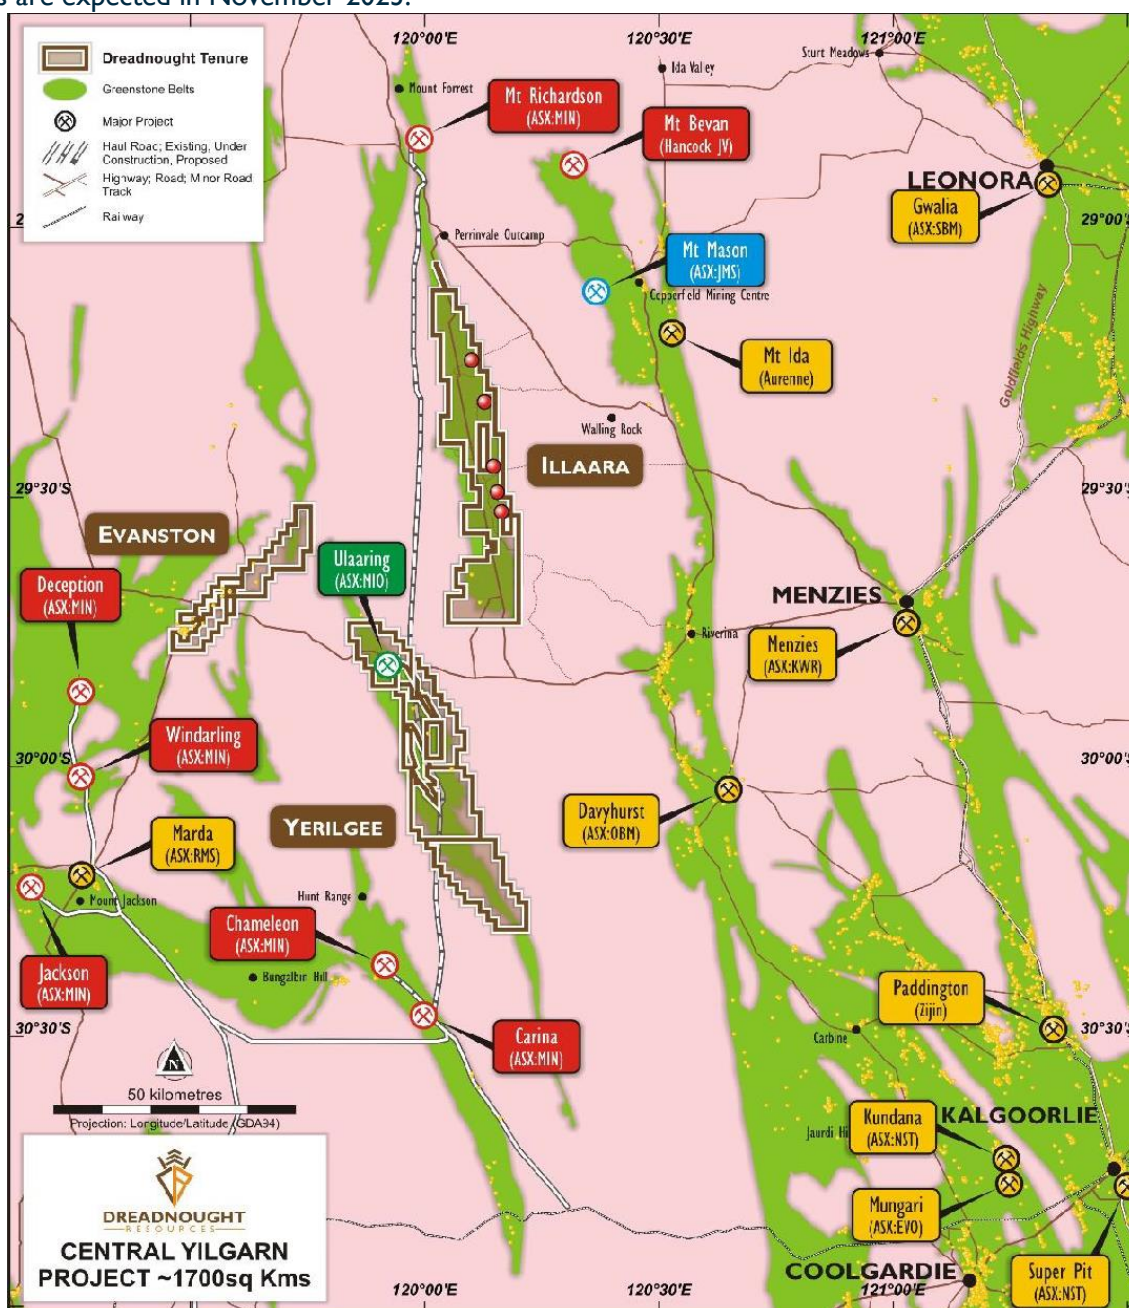 s are expected in November 2023.
120°00'E
120°30'E
121°00'E
Dreadnought Tenure
Greenstone Belts
Major Project
Haul Road; Existing, Under
Construction, Proposed
Highway; Road; Minor Road
Track
Railway
Mount Forrest
Mt Richardson
(ASX:MIN)
Ida Valley
Sturt Meadows
Mt Bevan
(Hancock JV)
LEONORA
Gwalia
(ASX:SBM)
29°00'S
Perrinvale Outcamp
Mt Mason
(ASX:JMS)
Copperfield Mining Centre
Mt Ida
(Aurenne)
Goldfields Highway
Walling Rock
ILLAARA
29°30'S
29°30'S
EVANSTON
Ulaaring
(ASX:MIO)
Deception
(ASX:MIN)
MENZIES
Riverina
Menzies
(ASX:KWR)
Windarling
(ASX:MIN)
30°00'S
30°00'S
Davyhurst
(ASX:OBM)
YERILGEE
Marda
(ASX:RMS)
Mount Jackson
Hunt Range
Chameleon
(ASX:MIN)
Bungalbin Hill
Jackson
(ASX:MIN)
Paddington
(Zijin)
30°30'S
30°30'S
Carina
(ASX:MIN)
Carbine
N
50 kilometres
Projection: Longitude/Latitude (GDA94)
Kundana
(ASX:NST)
KALGOORLIE
Jaurdi Hi
Mungari
(ASX:EVO)
DREADNOUGHT
RESOURCES
CENTRAL YILGARN
PROJECT ~1700sq Kms
COOLGARDIE
Super Pit
(ASX:NST)
120°00'E
120°30'E
121°00'E